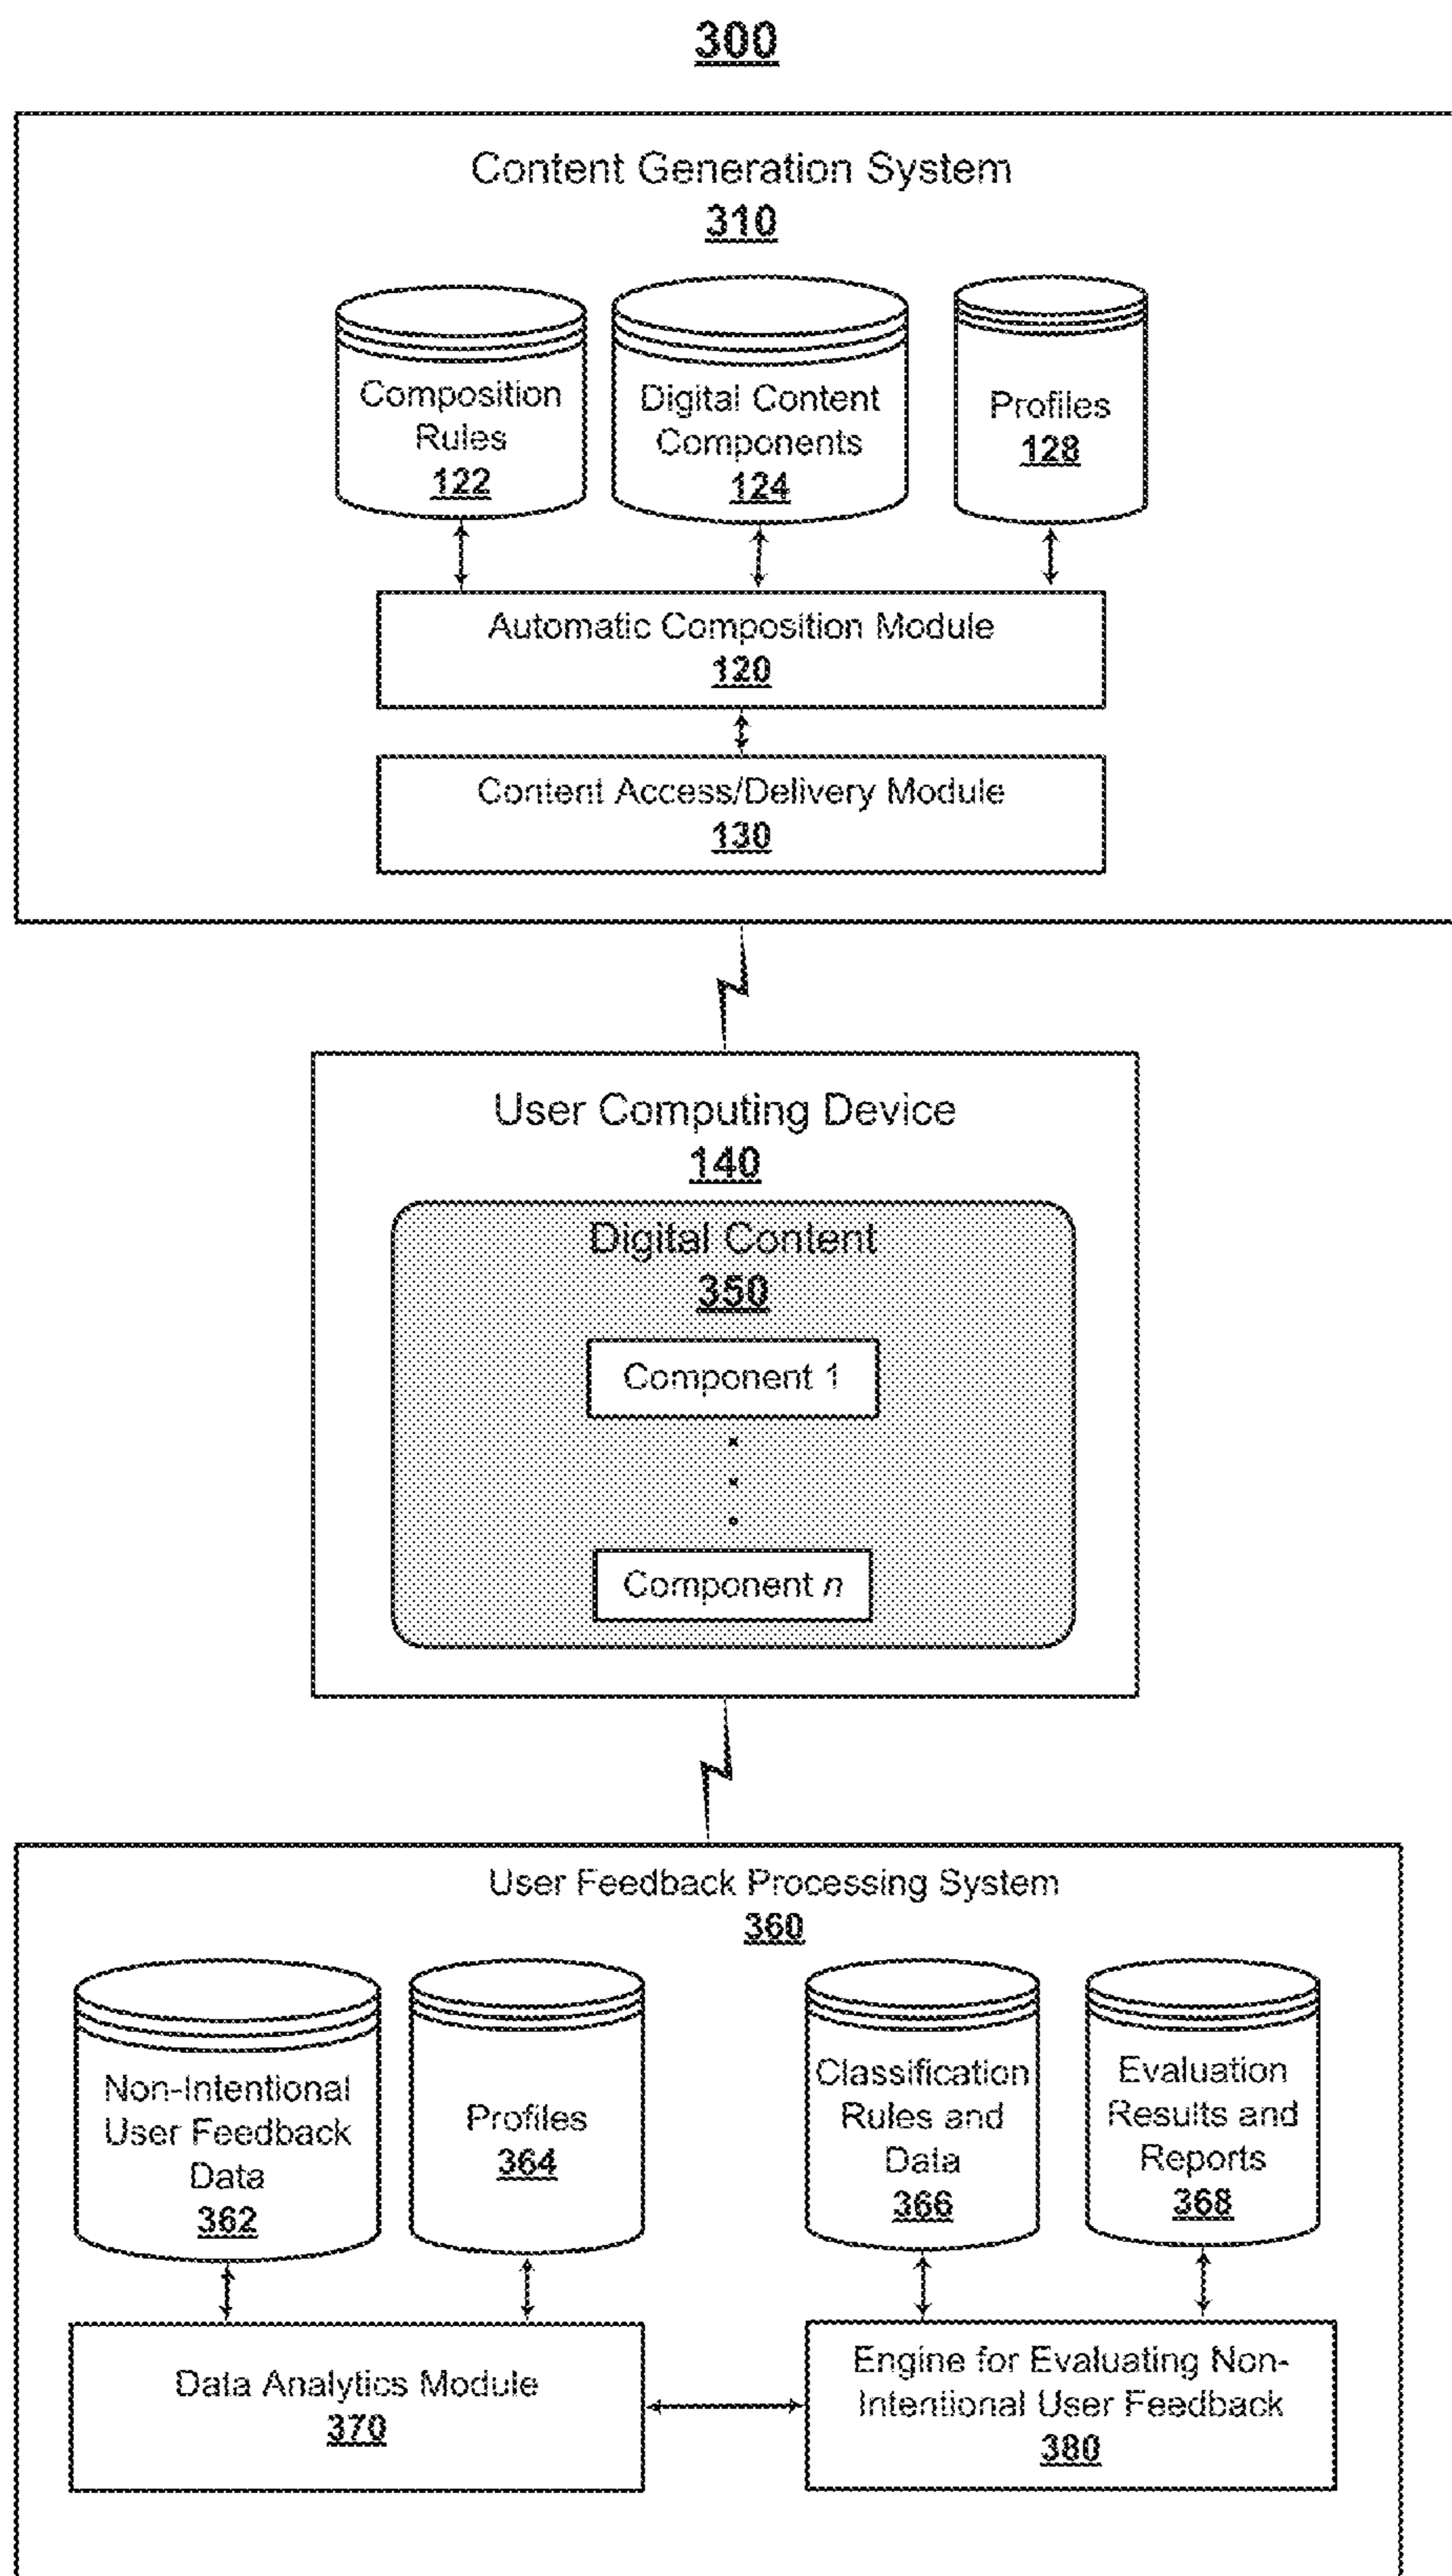 300
Content Generation System
310
Composition
Rules
122
Digital Content
Components
124
Profiles
128
Automatic Composition Module
120
Content Access/Delivery Module
130
User Computing Device
140
Digital Content
350
Component 1
Component n
User Feedback Processing System
360
Non-Intentional
User Feedback
Data
362
Profiles
364
Classification
Rules and
Data
366
Evaluation
Results and
Reports
368
Data Analytics Module
370
Engine for Evaluating Non-
Intentional User Feedback
380